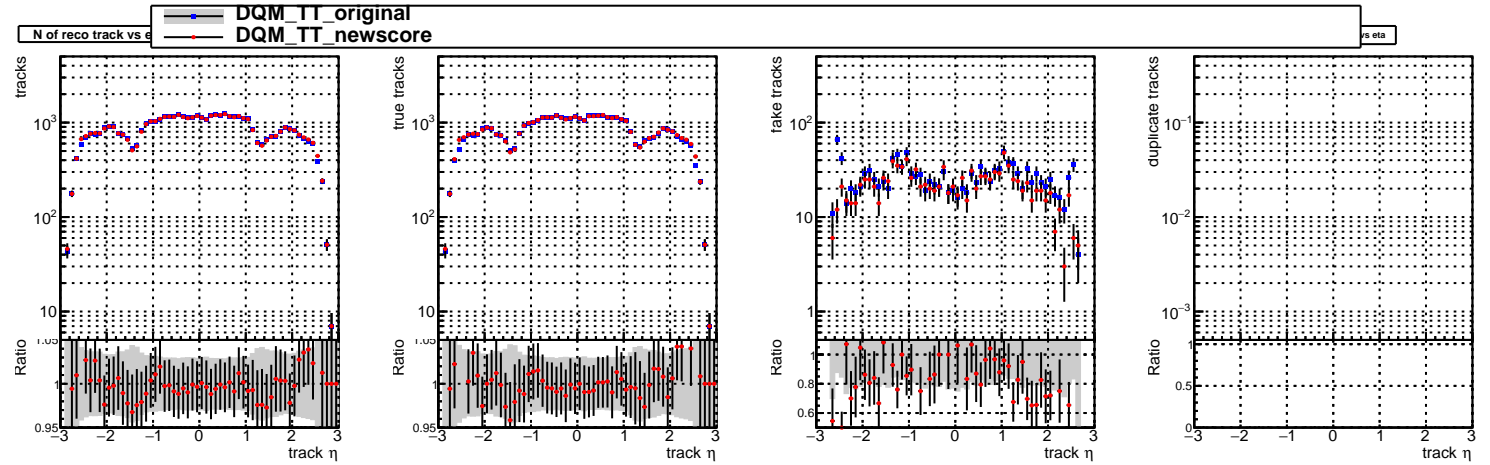 DQM_TT_original
DQM_TT_newscore
N of reco track vs e
vs eta
tracks
10³
10²
10
1.05
Ratio
1
0.95
−3 −2 −1 0 1 2 3
track η
true tracks
10³
10²
10
1.05
Ratio
1
0.95
−3 −2 −1 0 1 2 3
track η
fake tracks
10²
10
1
Ratio
1
0.8
0.6
−3 −2 −1 0 1 2 3
track η
duplicate tracks
10⁻¹
10⁻²
10⁻³
Ratio
1
0.5
0
−3 −2 −1 0 1 2 3
track η